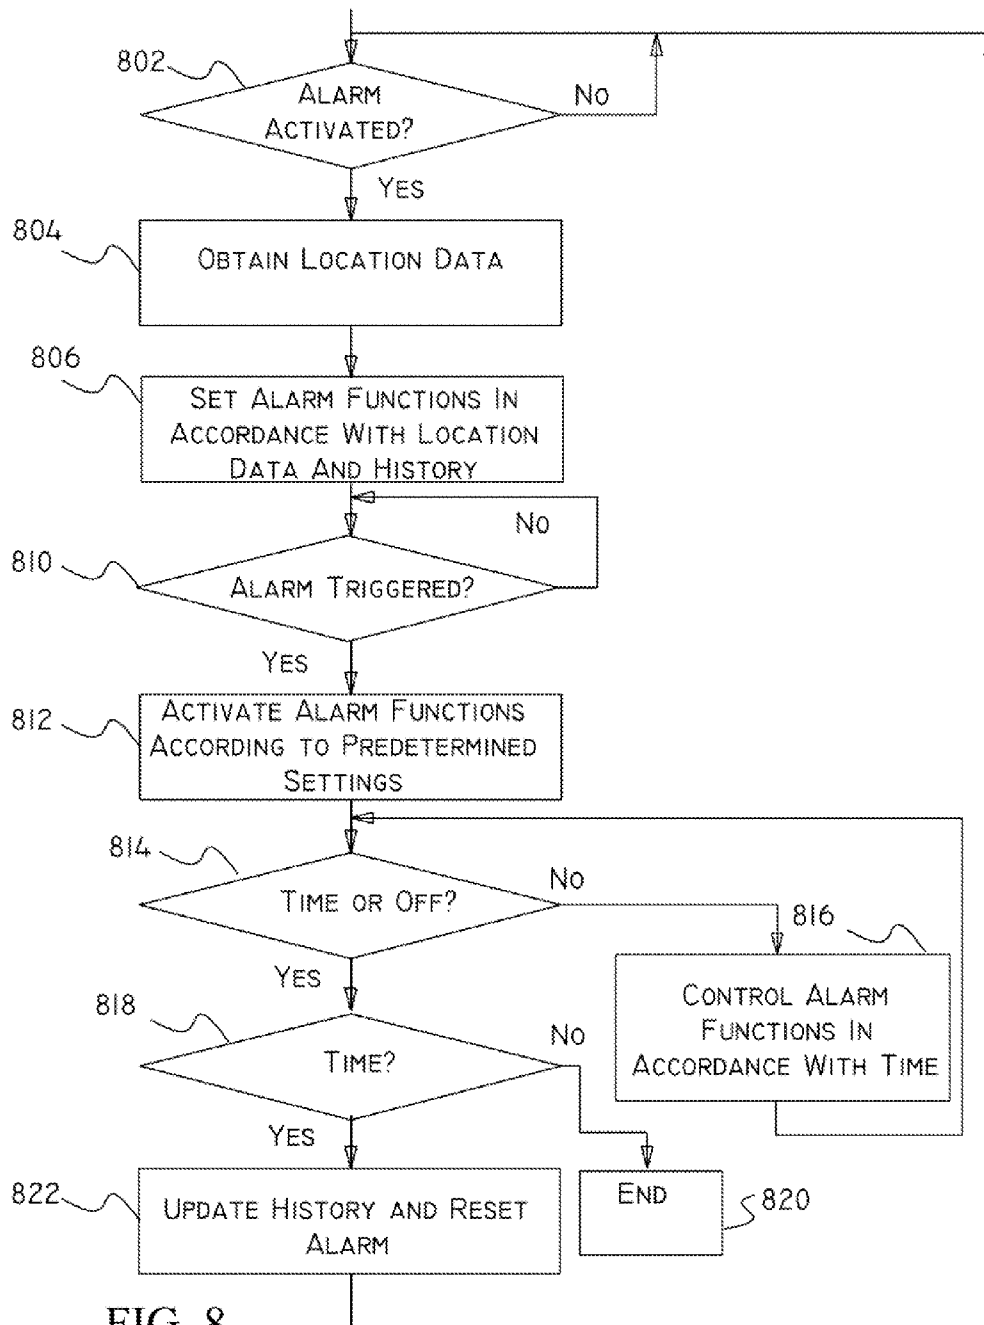 802
ALARM
ACTIVATED?
NO
YES
804
OBTAIN LOCATION DATA
806
SET ALARM FUNCTIONS IN
ACCORDANCE WITH LOCATION
DATA AND HISTORY
NO
810
ALARM TRIGGERED?
YES
812
ACTIVATE ALARM FUNCTIONS
ACCORDING TO PREDETERMINED
SETTINGS
814
TIME OR OFF?
NO
816
CONTROL ALARM
FUNCTIONS IN
ACCORDANCE WITH TIME
YES
818
TIME?
NO
YES
822
UPDATE HISTORY AND RESET
ALARM
END
820
FIG. 8